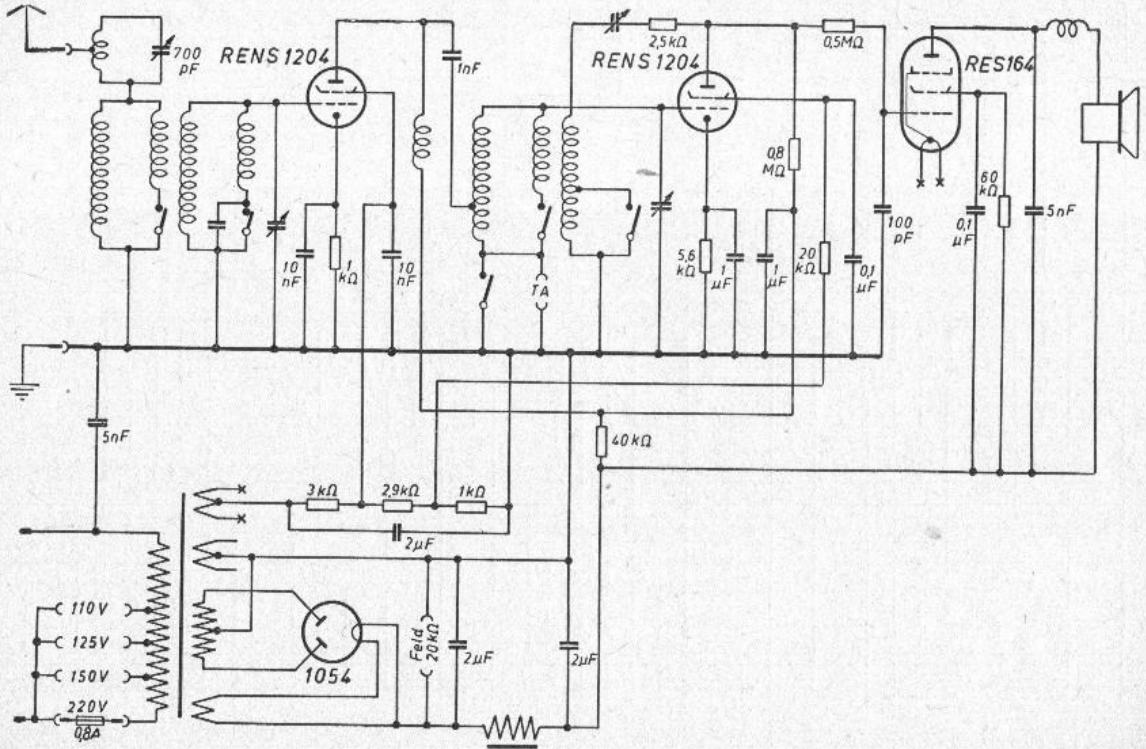 700
pF
RENS 1204
1nF
2,5kΩ
RENS1204
0,5MΩ
RES164
0,8
MΩ
60
kΩ
0,1
µF
5nF
100
pF
10
nF
1
kΩ
10
nF
TA
5,6
kΩ
1
µF
1
µF
20
kΩ
0,1
µF
40kΩ
5nF
3kΩ
2,9kΩ
1kΩ
2µF
110V
125V
150V
220V
0,8A
1054
Feld
20kΩ
2µF
2µF